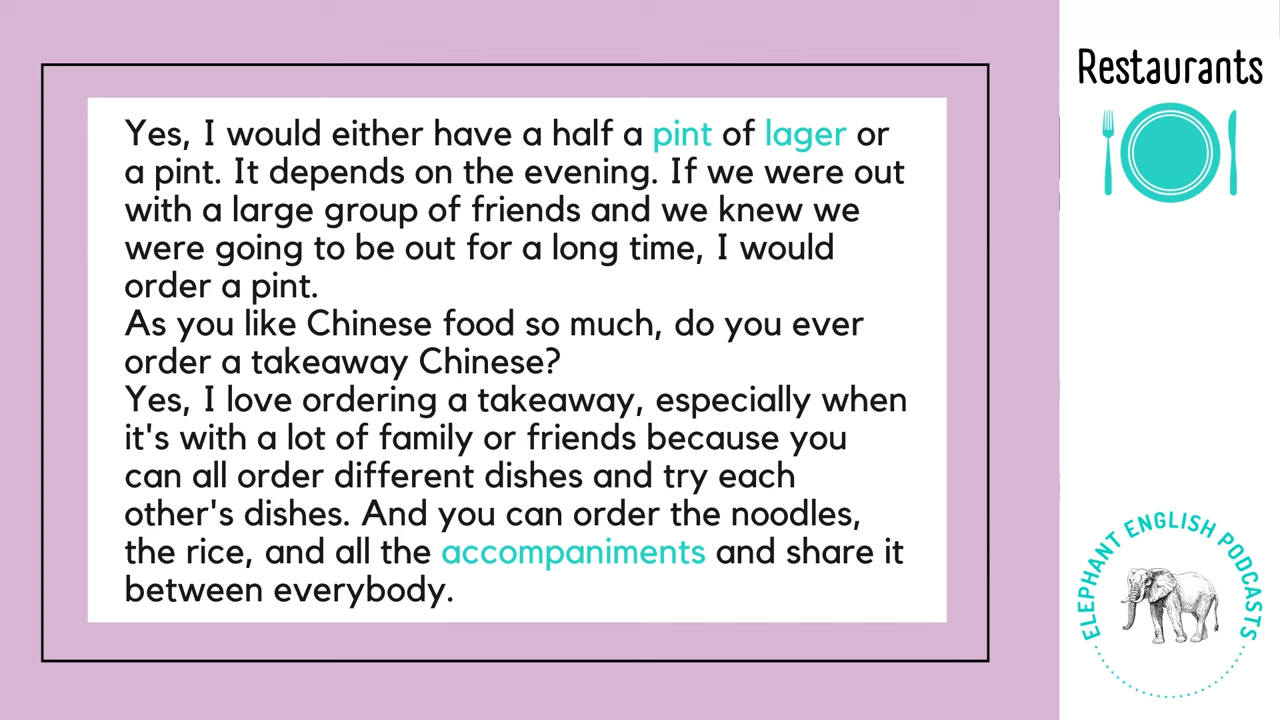 Yes, I would either have a half a pint of lager or
a pint. It depends on the evening. If we were out
with a large group of friends and we knew we
were going to be out for a long time, I would
order a pint.
As you like Chinese food so much, do you ever
order a takeaway Chinese?
Yes, I love ordering a takeaway, especially when
it's with a lot of family or friends because you
can all order different dishes and try each
other's dishes. And you can order the noodles,
the rice, and all the accompaniments and share it
between everybody.
Restaurants
ELEPHANT ENGLISH PODCASTS